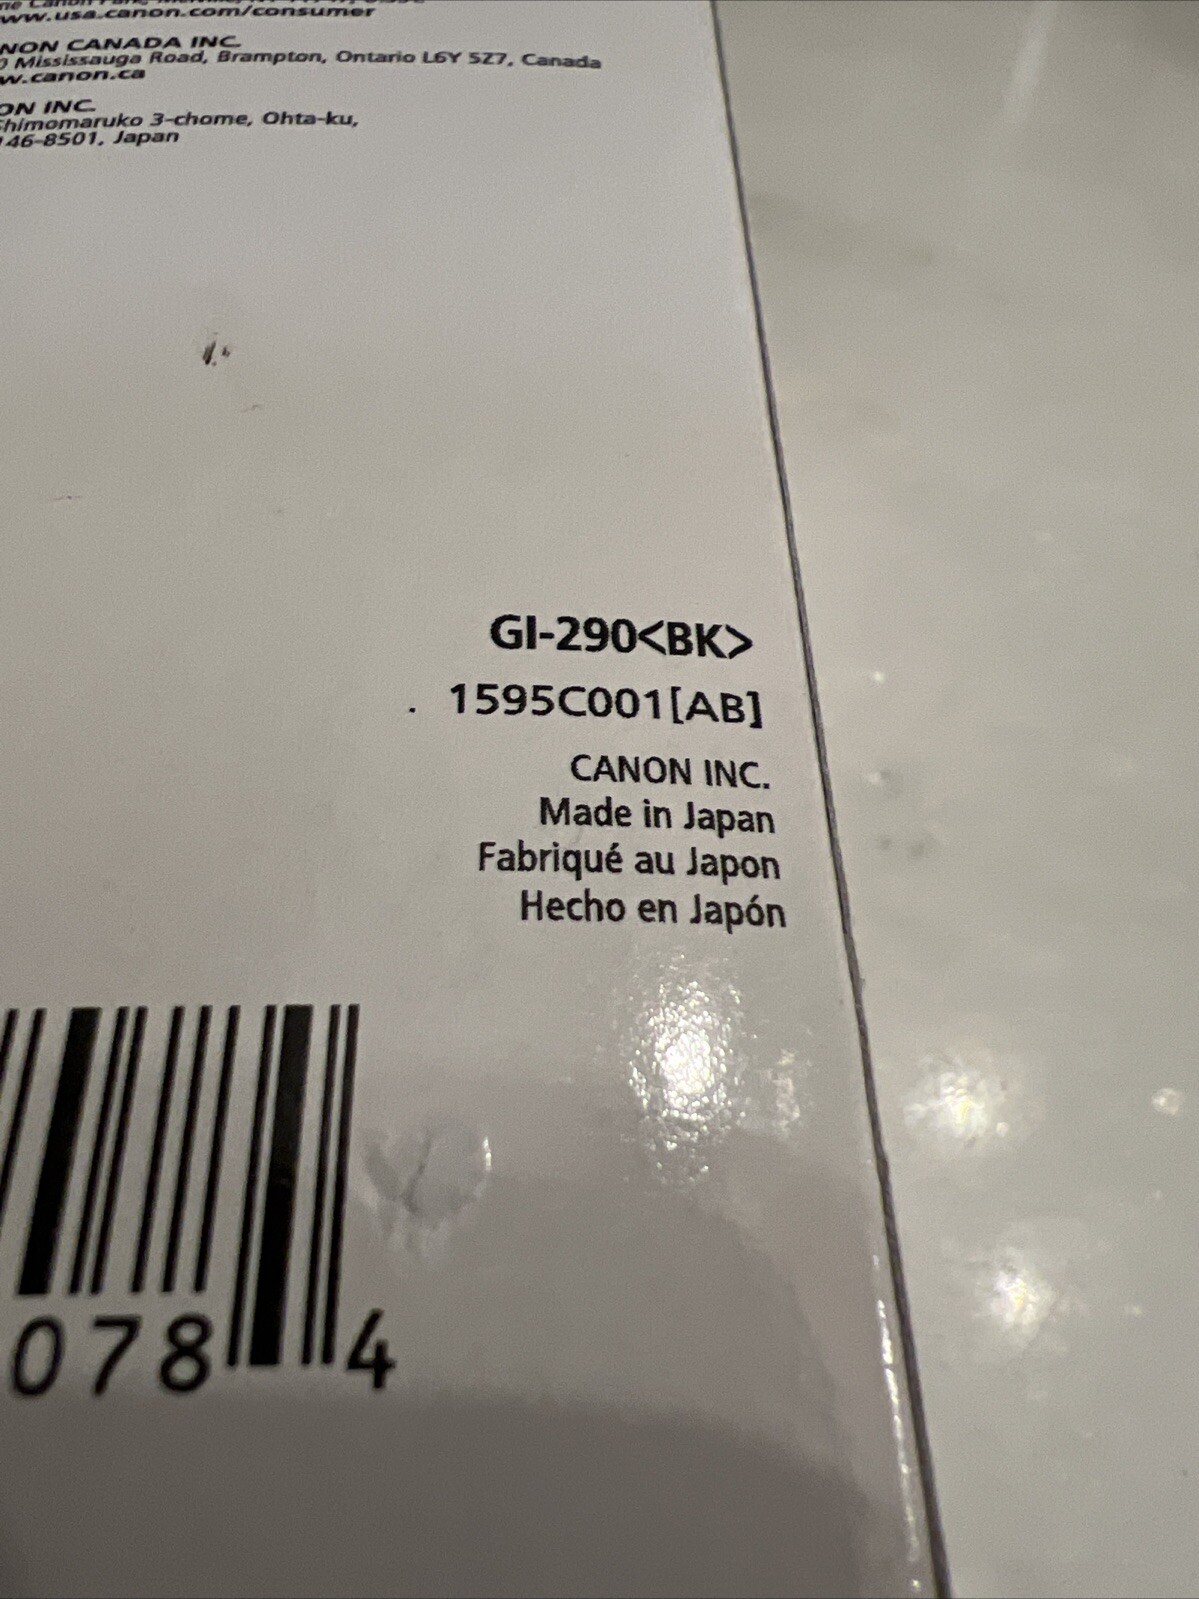 www.usa.canon.com/consumer
NON CANADA INC.
0 Mississauga Road, Brampton, Ontario L6Y 5Z7, Canada
w.canon.ca
ON INC.
Shimomaruko 3-chome, Ohta-ku,
146-8501, Japan
GI-290<BK>
. 1595C001[AB]
CANON INC.
Made in Japan
Fabriqué au Japon
Hecho en Japón
078 4